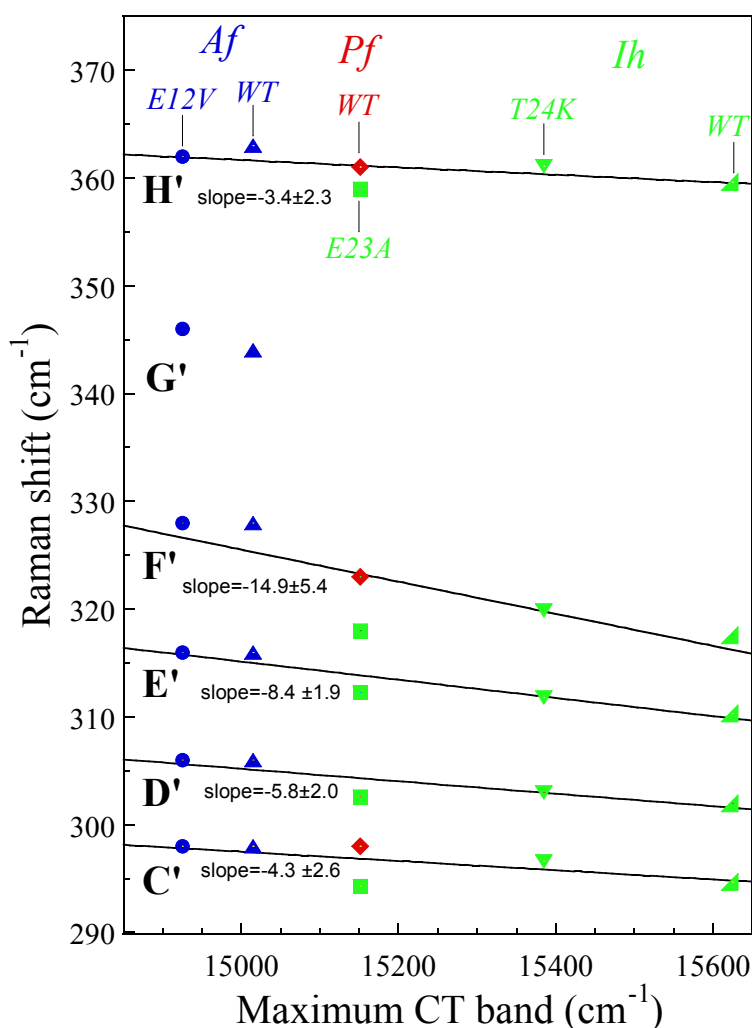 Af Pf Ih
E12V WT WT T24K WT
370
360
H' slope=-3.4±2.3
E23A
350
G'
340
330
F'
slope=-14.9±5.4
320
E'
slope=-8.4 ±1.9
310
D' slope=-5.8±2.0
300
C' slope=-4.3 ±2.6
290
15000 15200 15400 15600
Maximum CT band (cm⁻¹)
Raman shift (cm⁻¹)